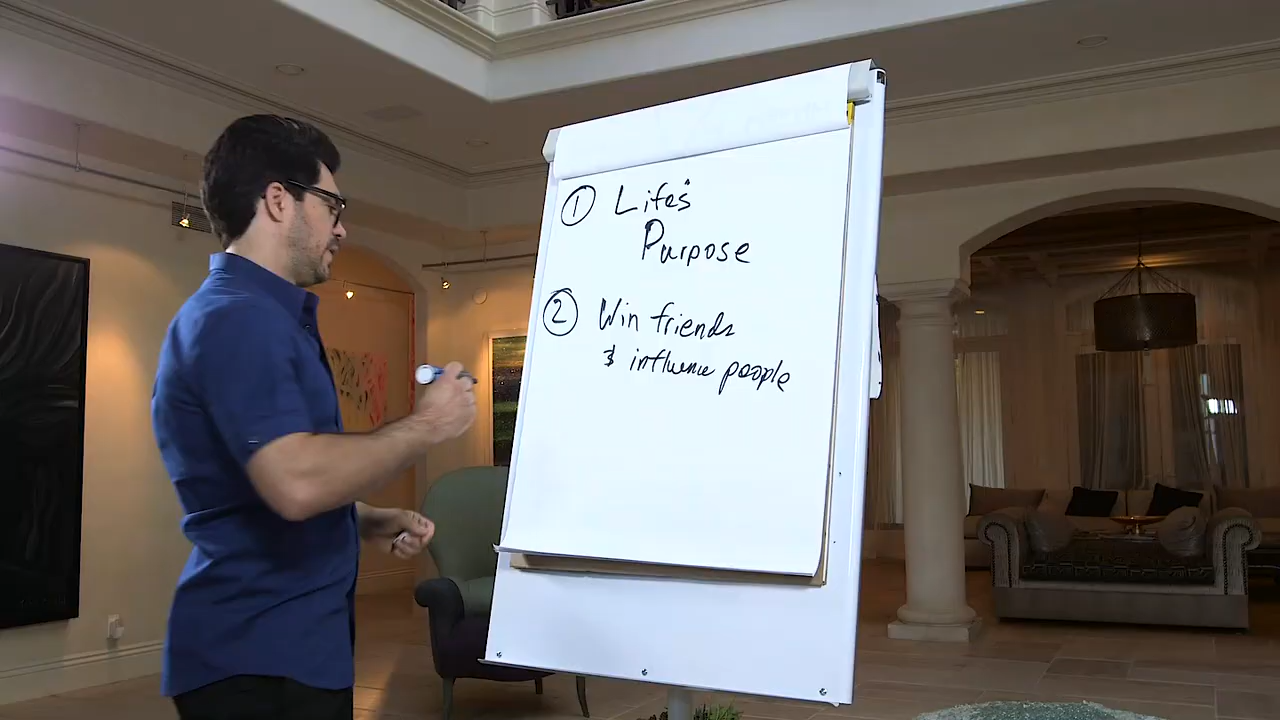 ① Life's
Purpose
② Win friends
& influence people